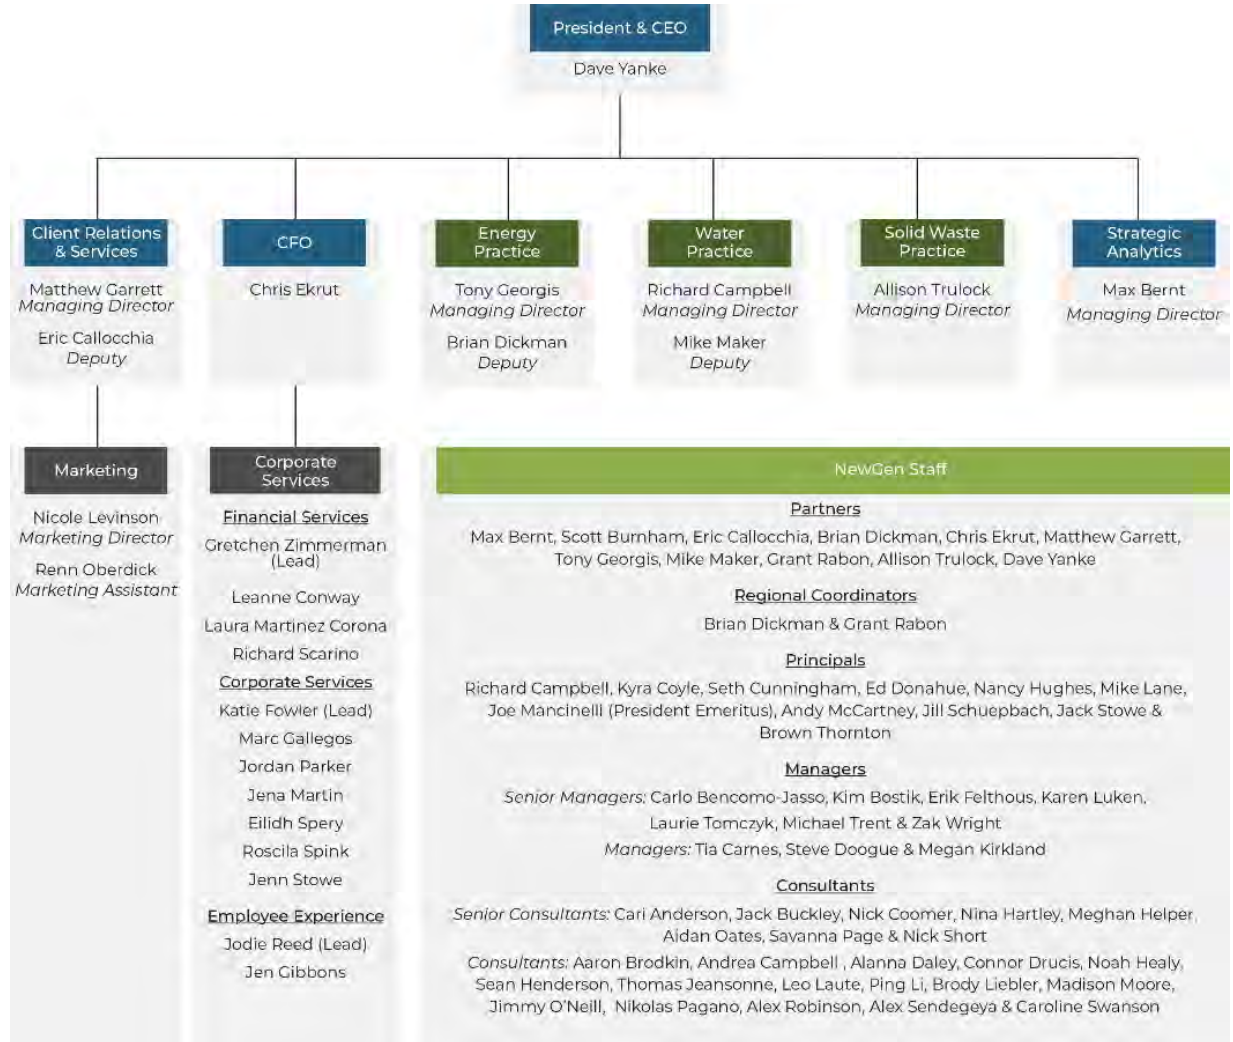 President & CEO
Dave Yanke
Client Relations
& Services
Matthew Garrett
Managing Director
Eric Callocchia
Deputy
CFO
Chris Ekrut
Energy
Practice
Tony Georgis
Managing Director
Brian Dickman
Deputy
Water
Practice
Richard Campbell
Managing Director
Mike Maker
Deputy
Solid Waste
Practice
Allison Trulock
Managing Director
Strategic
Analytics
Max Bernt
Managing Director
Marketing
Nicole Levinson
Marketing Director
Renn Oberdick
Marketing Assistant
Corporate
Services
Financial Services
Gretchen Zimmerman
(Lead)
Leanne Conway
Laura Martinez Corona
Richard Scarino
Corporate Services
Katie Fowler (Lead)
Marc Gallegos
Jordan Parker
Jena Martin
Eilidh Spery
Roscila Spink
Jenn Stowe
Employee Experience
Jodie Reed (Lead)
Jen Gibbons
NewGen Staff
Partners
Max Bernt, Scott Burnham, Eric Callocchia, Brian Dickman, Chris Ekrut, Matthew Garrett,
Tony Georgis, Mike Maker, Grant Rabon, Allison Trulock, Dave Yanke
Regional Coordinators
Brian Dickman & Grant Rabon
Principals
Richard Campbell, Kyra Coyle, Seth Cunningham, Ed Donahue, Nancy Hughes, Mike Lane,
Joe Mancinelli (President Emeritus), Andy McCartney, Jill Schuepbach, Jack Stowe &
Brown Thornton
Managers
Senior Managers: Carlo Bencomo-Jasso, Kim Bostik, Erik Felthous, Karen Luken,
Laurie Tomczyk, Michael Trent & Zak Wright
Managers: Tia Carnes, Steve Doogue & Megan Kirkland
Consultants
Senior Consultants: Cari Anderson, Jack Buckley, Nick Coomer, Nina Hartley, Meghan Helper,
Aidan Oates, Savanna Page & Nick Short
Consultants: Aaron Brodkin, Andrea Campbell , Alanna Daley, Connor Drucis, Noah Healy,
Sean Henderson, Thomas Jeansonne, Leo Laute, Ping Li, Brody Liebler, Madison Moore,
Jimmy O'Neill, Nikolas Pagano, Alex Robinson, Alex Sendegeya & Caroline Swanson